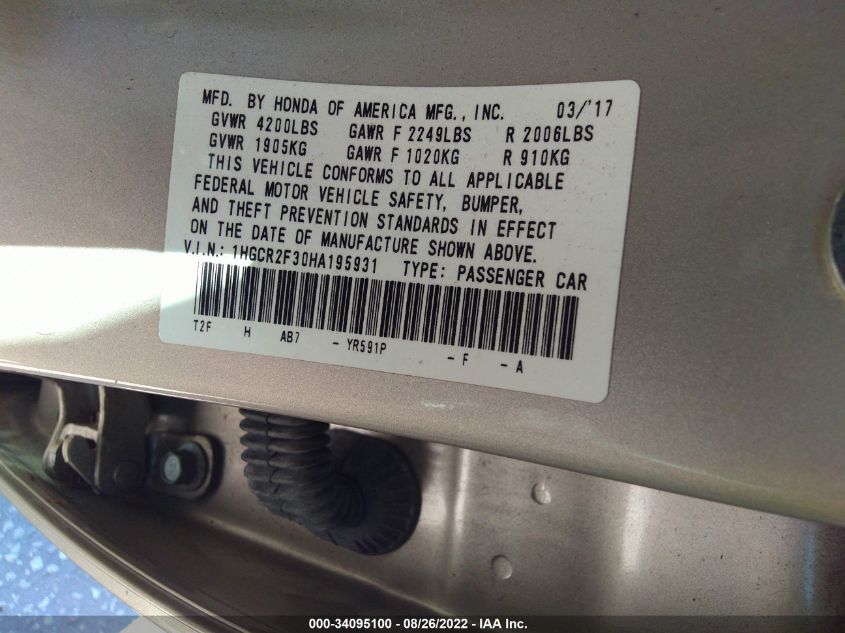 MFD. BY HONDA OF AMERICA MFG., INC. 03/'17
GVWR 4200LBS GAWR F 2249LBS R 2006LBS
GVWR 1905KG GAWR F 1020KG R 910KG
THIS VEHICLE CONFORMS TO ALL APPLICABLE
FEDERAL MOTOR VEHICLE SAFETY, BUMPER,
AND THEFT PREVENTION STANDARDS IN EFFECT
ON THE DATE OF MANUFACTURE SHOWN ABOVE.
V.I.N.: 1HGCR2F30HA195931 TYPE: PASSENGER CAR
T2F H AB7 - YR591P - F - A
000-34095100 - 08/26/2022 - IAA Inc.